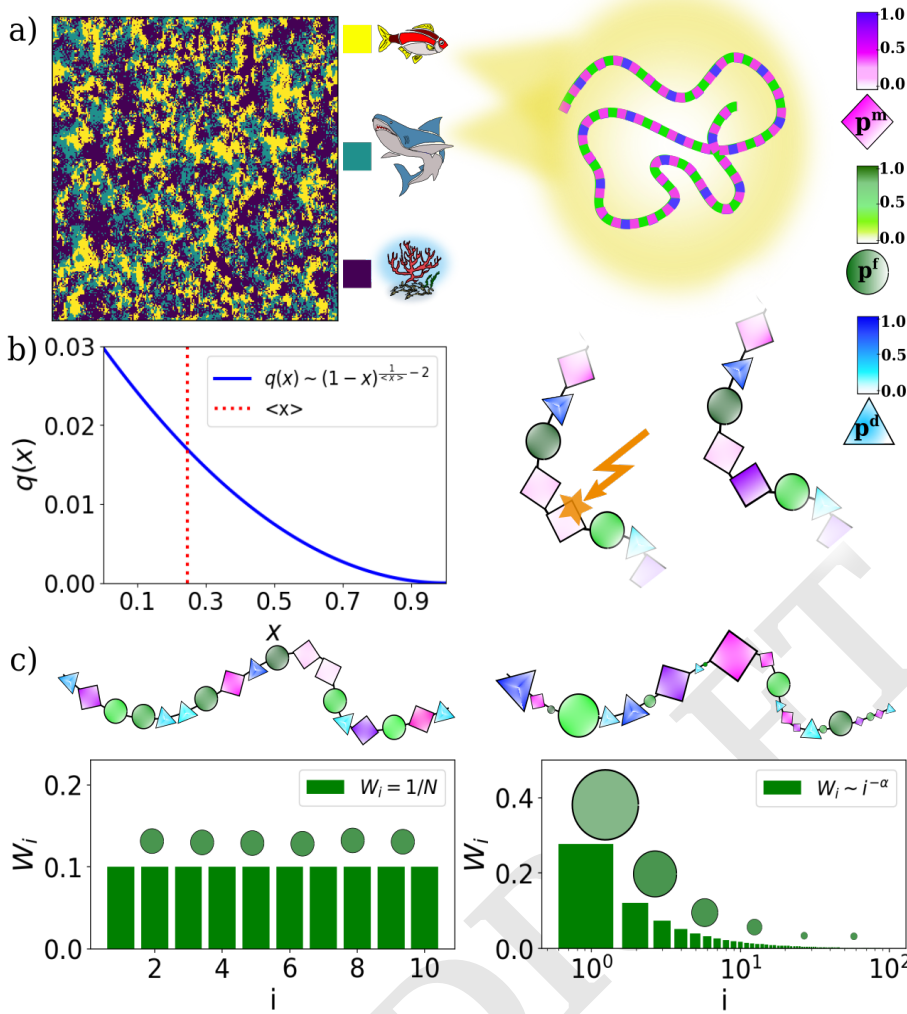 a)
1.0
0.5
0.0
p^m
1.0
0.5
0.0
p^f
1.0
0.5
0.0
p^d
b)
0.03
0.02
0.01
0.00
q(x)
q(x) ~ (1 − x)^{1/<x> − 2}
<x>
0.1 0.3 0.5 0.7 0.9
x
c)
0.2
0.1
0.0
W_i
W_i = 1/N
2 4 6 8 10
i
0.4
0.2
0.0
W_i
W_i ~ i^{−α}
10^0 10^1 10^2
i
DRAFT